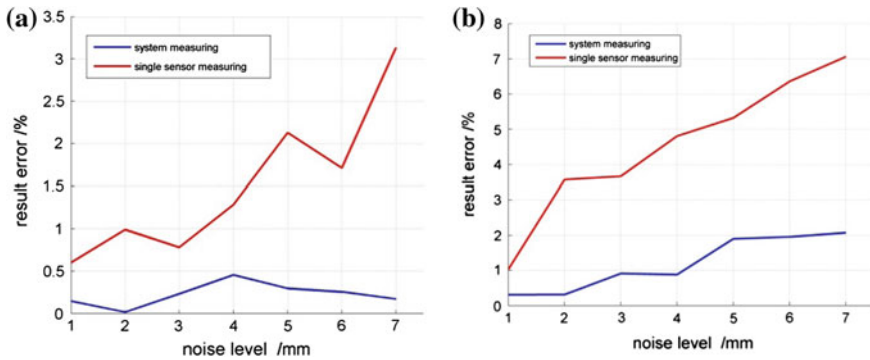 (a)
3.5
3
2.5
2
1.5
1
0.5
0
result error /%
system measuring
single sensor measuring
1 2 3 4 5 6 7
noise level /mm
(b)
8
7
6
5
4
3
2
1
0
result error /%
system measuring
single sensor measuring
1 2 3 4 5 6 7
noise level /mm